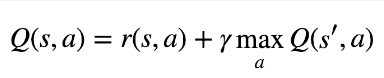 Q(s, a) = r(s, a) + γ max Q(s′, a)
a